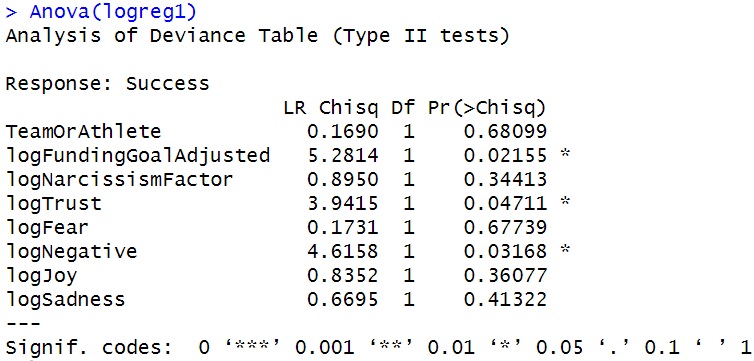 > Anova(logreg1)
Analysis of Deviance Table (Type II tests)

Response: Success
                     LR Chisq Df Pr(>Chisq)
TeamOrAthlete          0.1690  1    0.68099
logFundingGoalAdjusted 5.2814  1    0.02155 *
logNarcissismFactor    0.8950  1    0.34413
logTrust               3.9415  1    0.04711 *
logFear                0.1731  1    0.67739
logNegative            4.6158  1    0.03168 *
logJoy                 0.8352  1    0.36077
logSadness             0.6695  1    0.41322
---
Signif. codes:  0 ‘***’ 0.001 ‘**’ 0.01 ‘*’ 0.05 ‘.’ 0.1 ‘ ’ 1